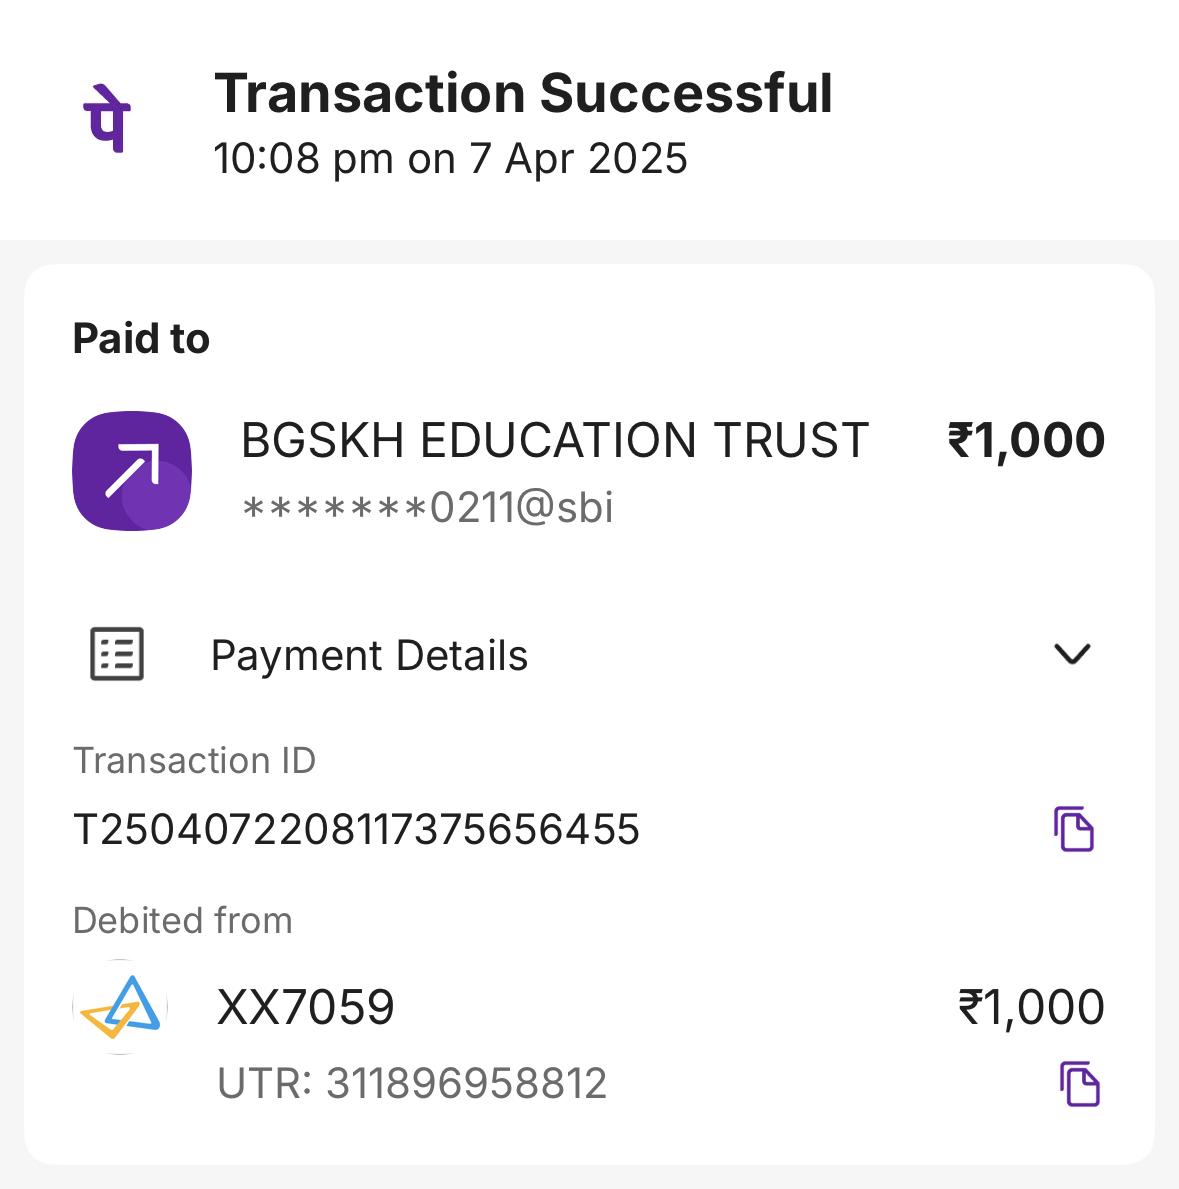 पे
Transaction Successful
10:08 pm on 7 Apr 2025
Paid to
BGSKH EDUCATION TRUST ₹1,000
*******0211@sbi
Payment Details
Transaction ID
T2504072208117375656455
Debited from
XX7059 ₹1,000
UTR: 311896958812